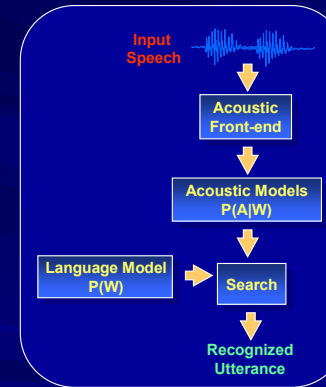 Input
Speech
Acoustic
Front-end
Acoustic Models
P(A|W)
Language Model
P(W)
Search
Recognized
Utterance